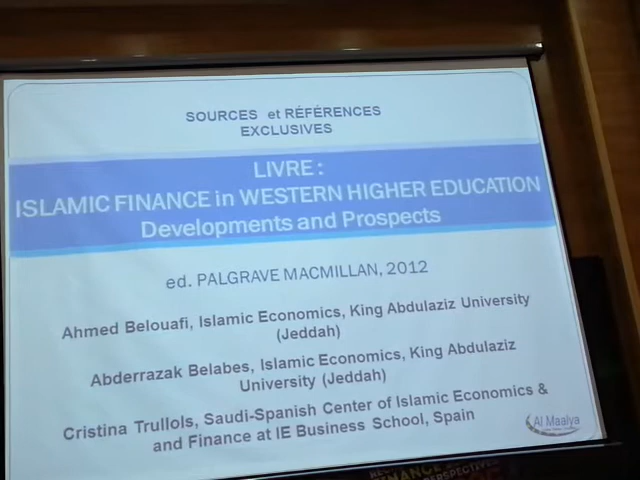 SOURCES et RÉFÉRENCES
EXCLUSIVES
LIVRE :
ISLAMIC FINANCE in WESTERN HIGHER EDUCATION
Developments and Prospects
ed. PALGRAVE MACMILLAN, 2012
Ahmed Belouafi, Islamic Economics, King Abdulaziz University
(Jeddah)
Abderrazak Belabes, Islamic Economics, King Abdulaziz
University (Jeddah)
Cristina Trullols, Saudi-Spanish Center of Islamic Economics &
and Finance at IE Business School, Spain
Al Maalya
PERSPECTIVES